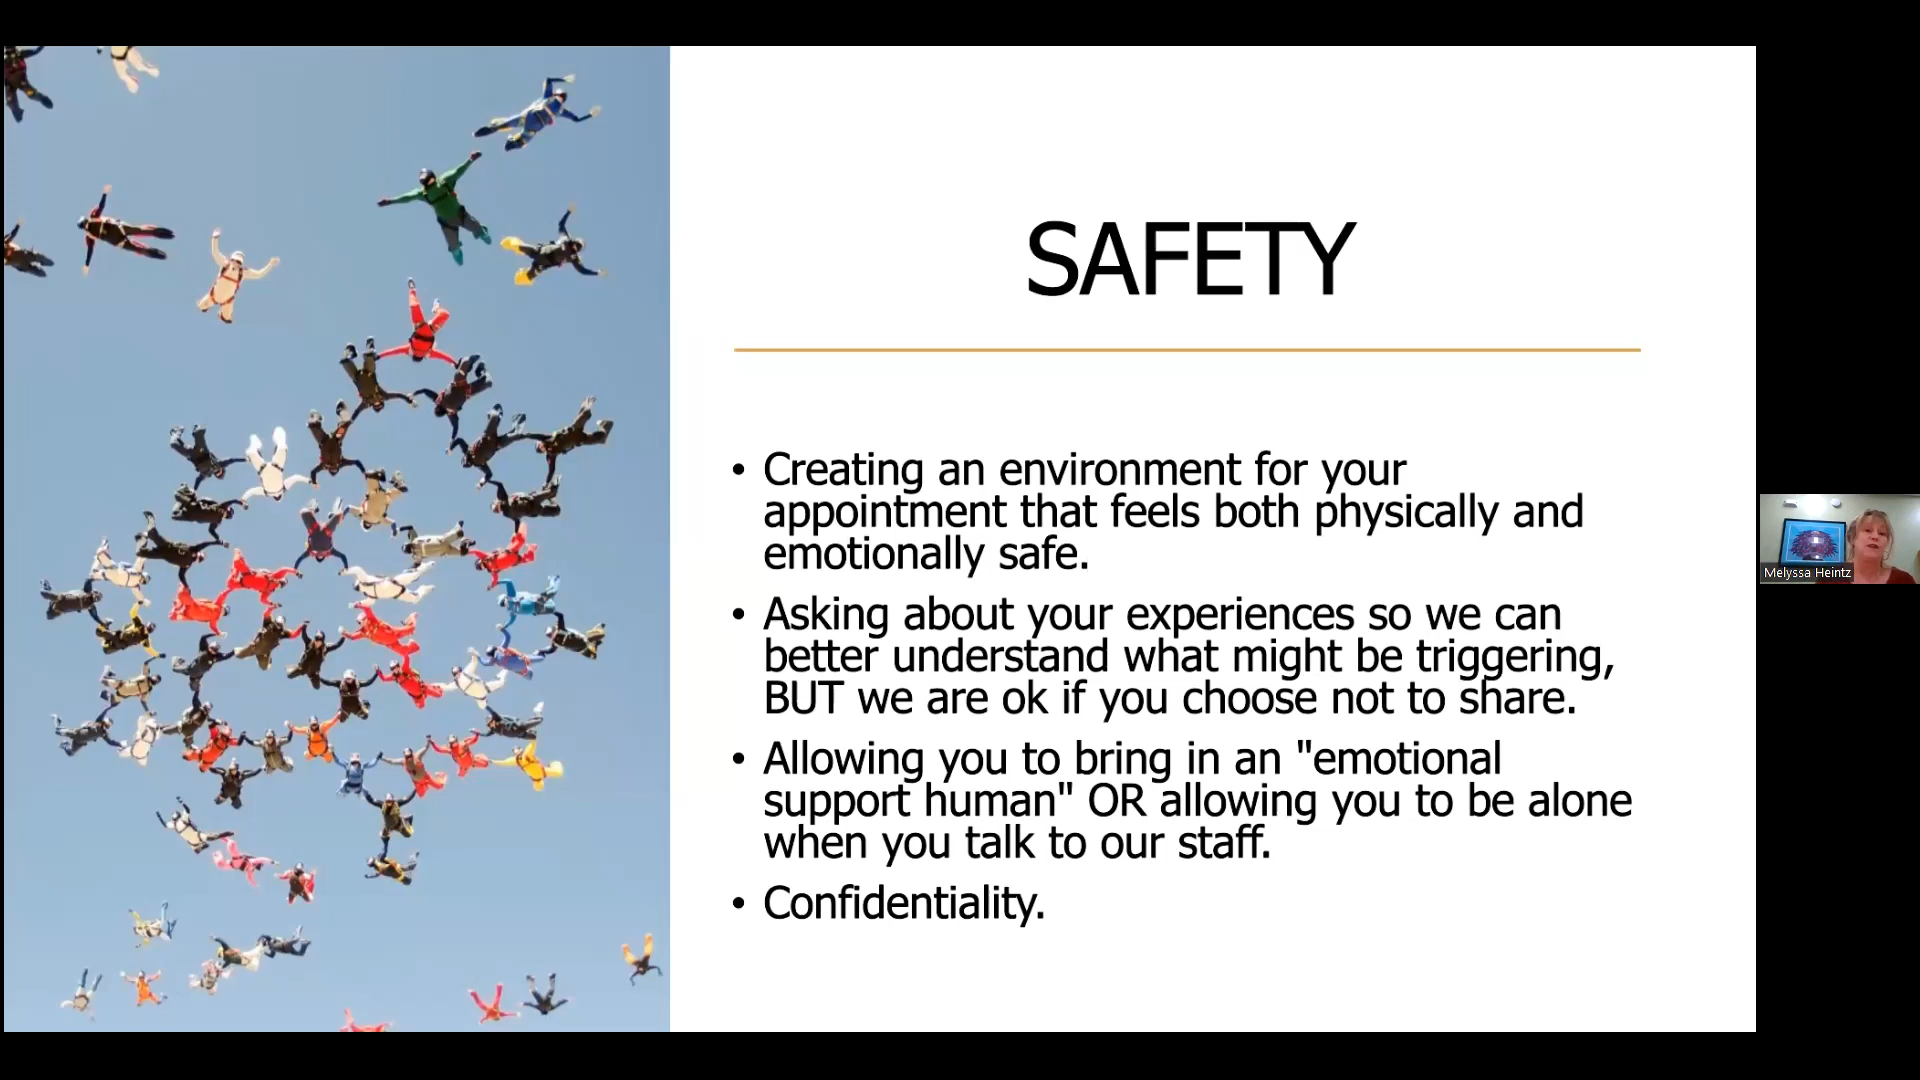 SAFETY
• Creating an environment for your
appointment that feels both physically and
emotionally safe.
• Asking about your experiences so we can
better understand what might be triggering,
BUT we are ok if you choose not to share.
• Allowing you to bring in an "emotional
support human" OR allowing you to be alone
when you talk to our staff.
• Confidentiality.
Melyssa Heintz